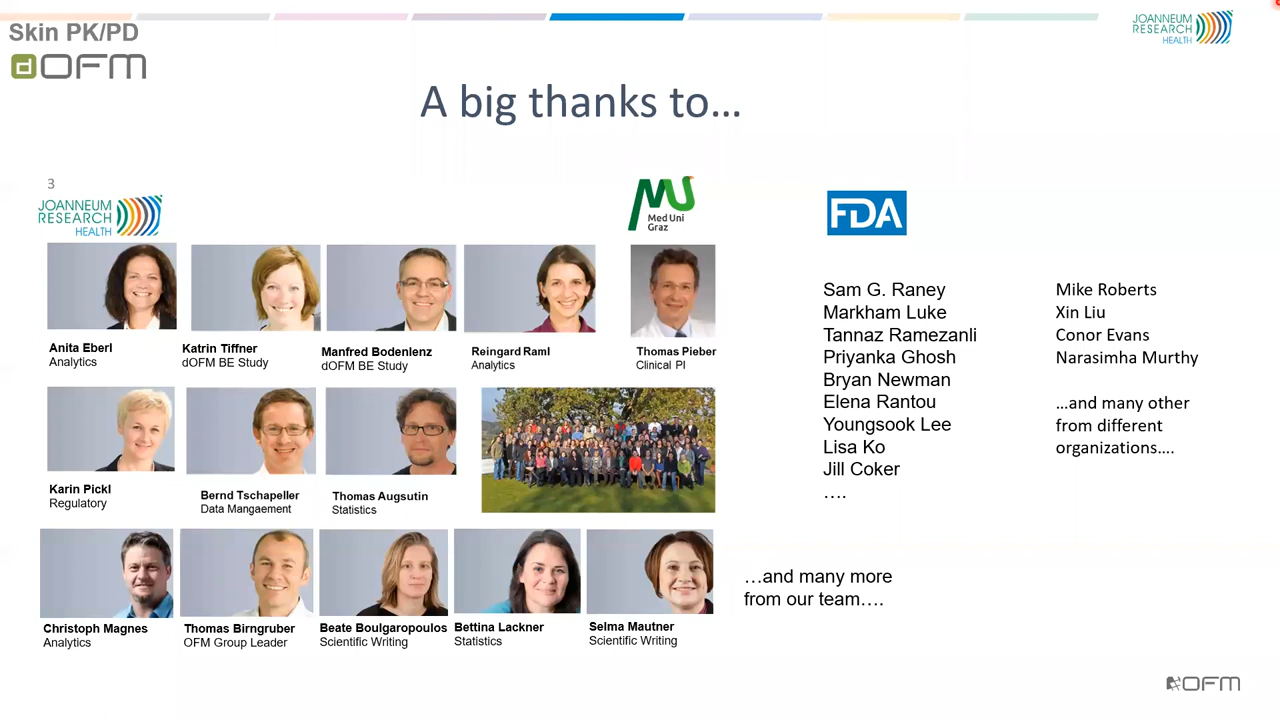 Skin PK/PD
dOFM
JOANNEUM
RESEARCH
HEALTH
A big thanks to…
3
JOANNEUM
RESEARCH
HEALTH
Med Uni
Graz
FDA
Anita Eberl
Analytics
Katrin Tiffner
dOFM BE Study
Manfred Bodenlenz
dOFM BE Study
Reingard Raml
Analytics
Thomas Pieber
Clinical PI
Karin Pickl
Regulatory
Bernd Tschapeller
Data Mangaement
Thomas Augsutin
Statistics
Christoph Magnes
Analytics
Thomas Birngruber
OFM Group Leader
Beate Boulgaropoulos
Scientific Writing
Bettina Lackner
Statistics
Selma Mautner
Scientific Writing
…and many more
from our team….
Sam G. Raney
Markham Luke
Tannaz Ramezanli
Priyanka Ghosh
Bryan Newman
Elena Rantou
Youngsook Lee
Lisa Ko
Jill Coker
….
Mike Roberts
Xin Liu
Conor Evans
Narasimha Murthy
…and many other
from different
organizations….
OFM